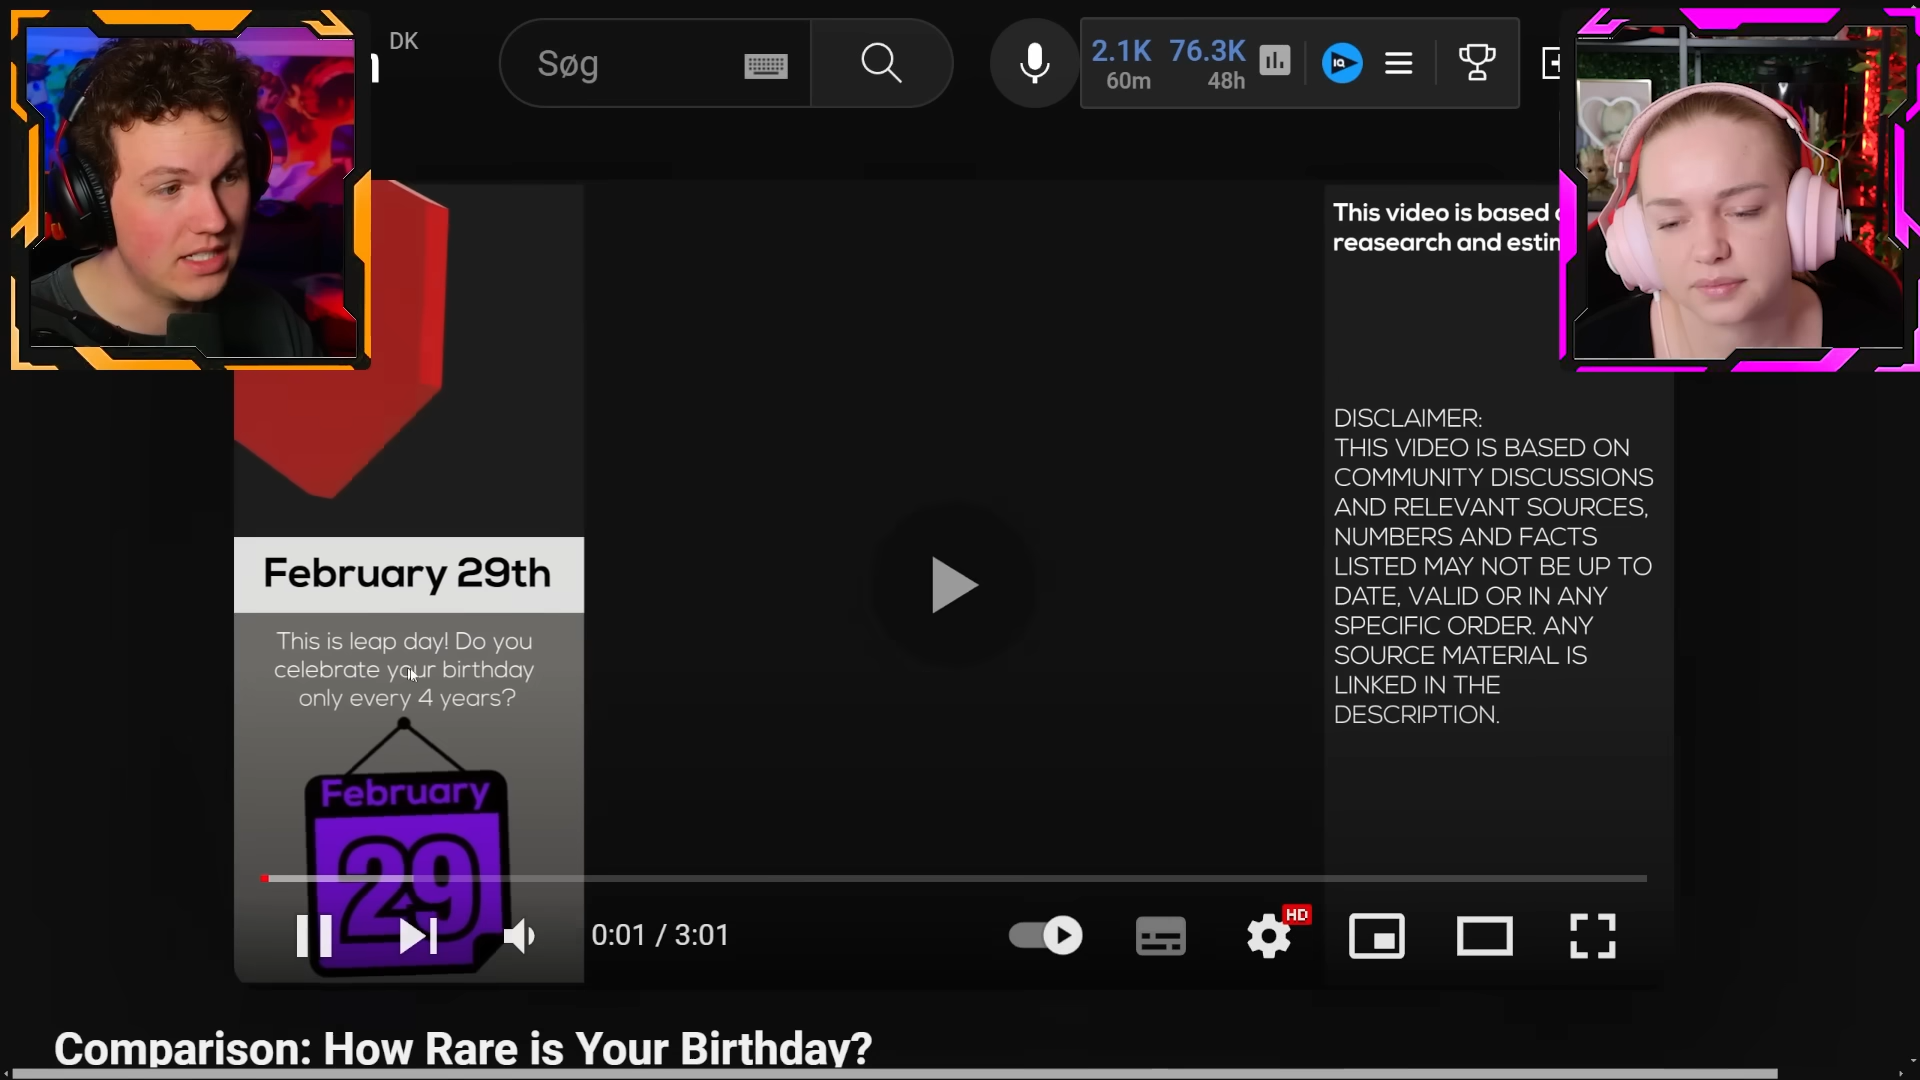 DK
Søg
2.1K 76.3K
60m 48h
IQ
This video is based
reasearch and estim
DISCLAIMER:
THIS VIDEO IS BASED ON
COMMUNITY DISCUSSIONS
AND RELEVANT SOURCES,
NUMBERS AND FACTS
LISTED MAY NOT BE UP TO
DATE, VALID OR IN ANY
SPECIFIC ORDER. ANY
SOURCE MATERIAL IS
LINKED IN THE
DESCRIPTION.
February 29th
This is leap day! Do you
celebrate your birthday
only every 4 years?
February
29
0:01 / 3:01
HD
Comparison: How Rare is Your Birthday?